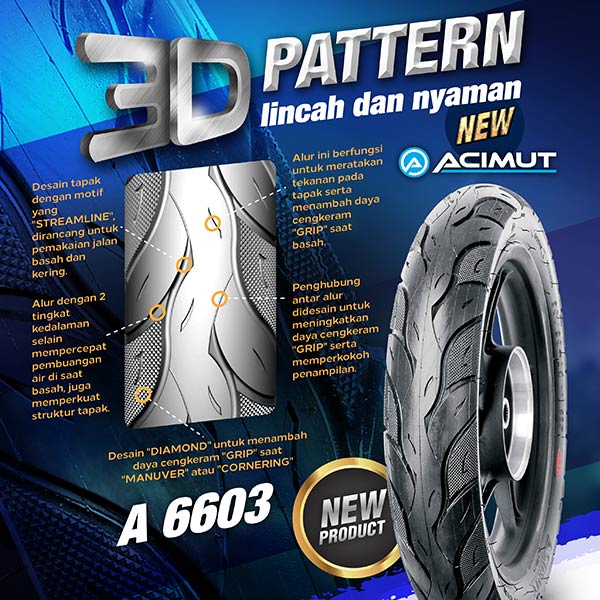 3D PATTERN
lincah dan nyaman
NEW
ACIMUT
Desain tapak
dengan motif
yang
"STREAMLINE",
dirancang untuk
pemakaian jalan
basah dan
kering.
Alur ini berfungsi
untuk meratakan
tekanan pada
tapak serta
menambah daya
cengkeram
"GRIP" saat
basah.
Alur dengan 2
tingkat
kedalaman
selain
mempercepat
pembuangan
air di saat
basah, juga
memperkuat
struktur tapak.
Penghubung
antar alur
didesain untuk
meningkatkan
daya cengkeram
"GRIP" serta
memperkokoh
penampilan.
Desain "DIAMOND" untuk menambah
daya cengkeram "GRIP" saat
"MANUVER" atau "CORNERING"
A 6603
NEW
PRODUCT